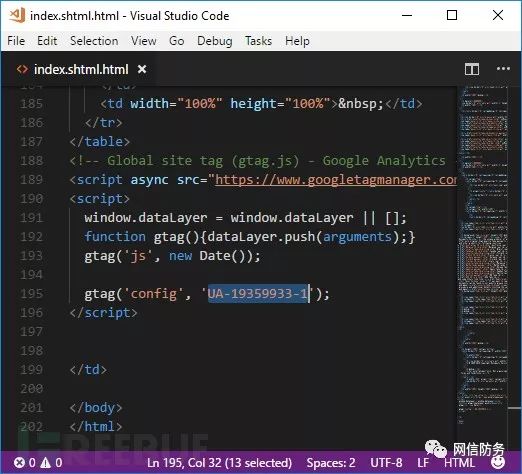 index.shtml.html - Visual Studio Code
File Edit Selection View Go Debug Tasks Help
index.shtml.html
184 </td>
185 <td width="100%" height="100%">&nbsp;</td>
186 </tr>
187 </table>
188 <!-- Global site tag (gtag.js) - Google Analytics
189 <script async src="https://www.googletagmanager.com
190 <script>
191 window.dataLayer = window.dataLayer || [];
192 function gtag(){dataLayer.push(arguments);}
193 gtag('js', new Date());
194
195 gtag('config', 'UA-19359933-1');
196 </script>
197
198
199 </td>
200
201 </body>
202 </html>
REEBUF
网信防务
0 0 Ln 195, Col 32 (13 selected) Spaces: 2 UTF-8 LF HTML